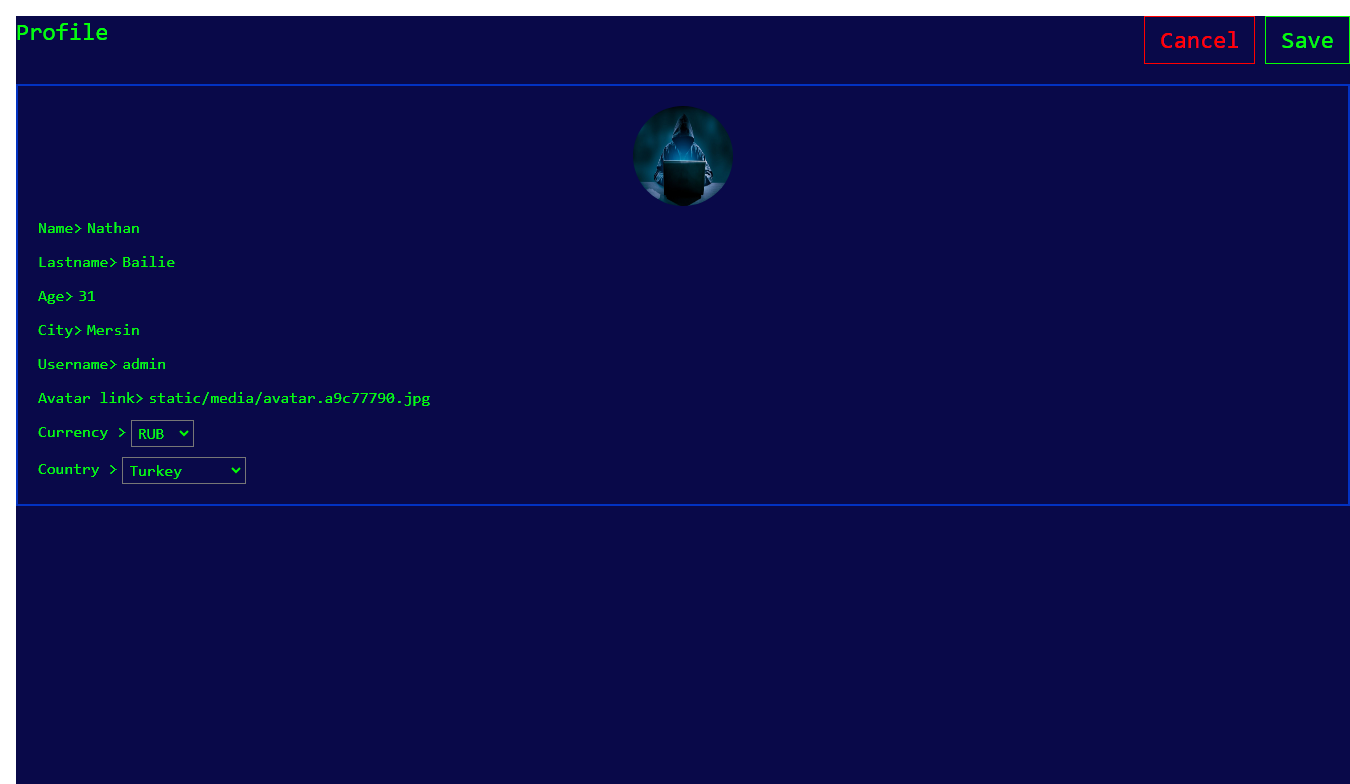 Profile
Cancel Save
Name> Nathan
Lastname> Bailie
Age> 31
City> Mersin
Username> admin
Avatar link> static/media/avatar.a9c77790.jpg
Currency > RUB
Country > Turkey